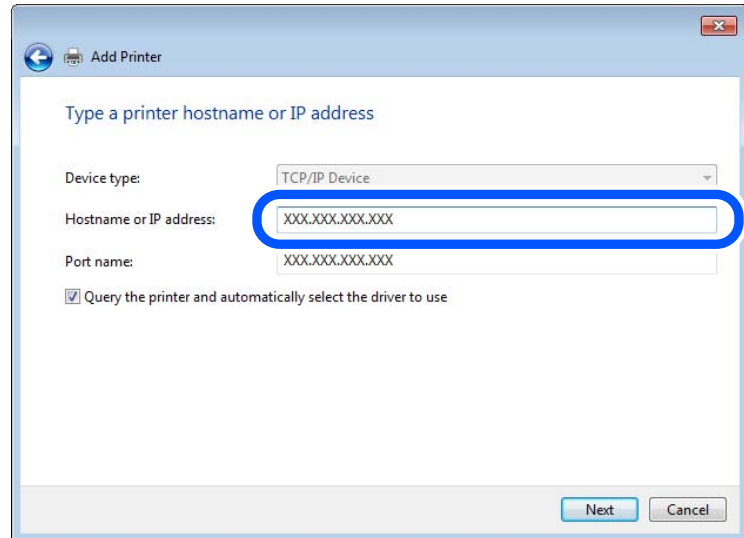 Add Printer
Type a printer hostname or IP address
Device type: TCP/IP Device
Hostname or IP address: XXX.XXX.XXX.XXX
Port name: XXX.XXX.XXX.XXX
Query the printer and automatically select the driver to use
Next Cancel